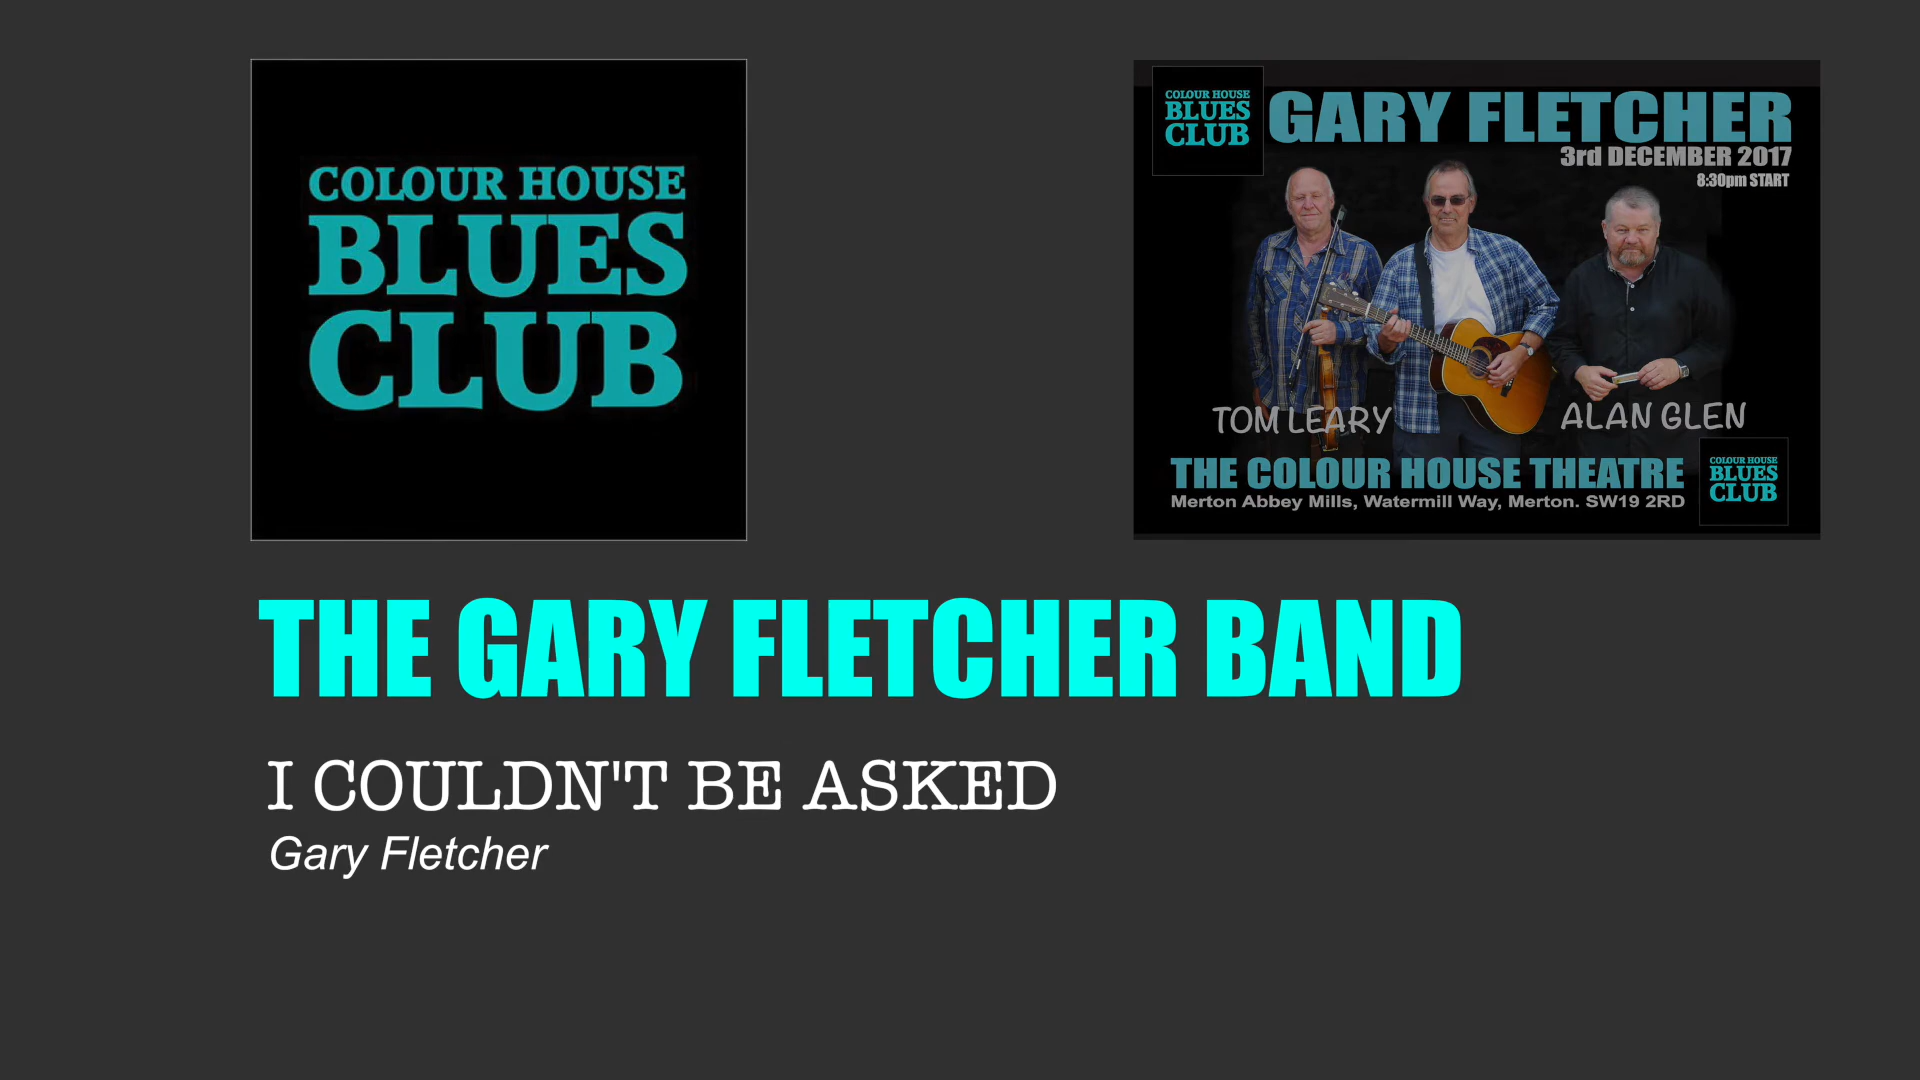 COLOUR HOUSE
BLUES
CLUB
COLOUR HOUSE
BLUES
CLUB
GARY FLETCHER
3rd DECEMBER 2017
8:30pm START
TOM LEARY
ALAN GLEN
THE COLOUR HOUSE THEATRE
Merton Abbey Mills, Watermill Way, Merton. SW19 2RD
COLOUR HOUSE
BLUES
CLUB
THE GARY FLETCHER BAND
I COULDN'T BE ASKED
Gary Fletcher